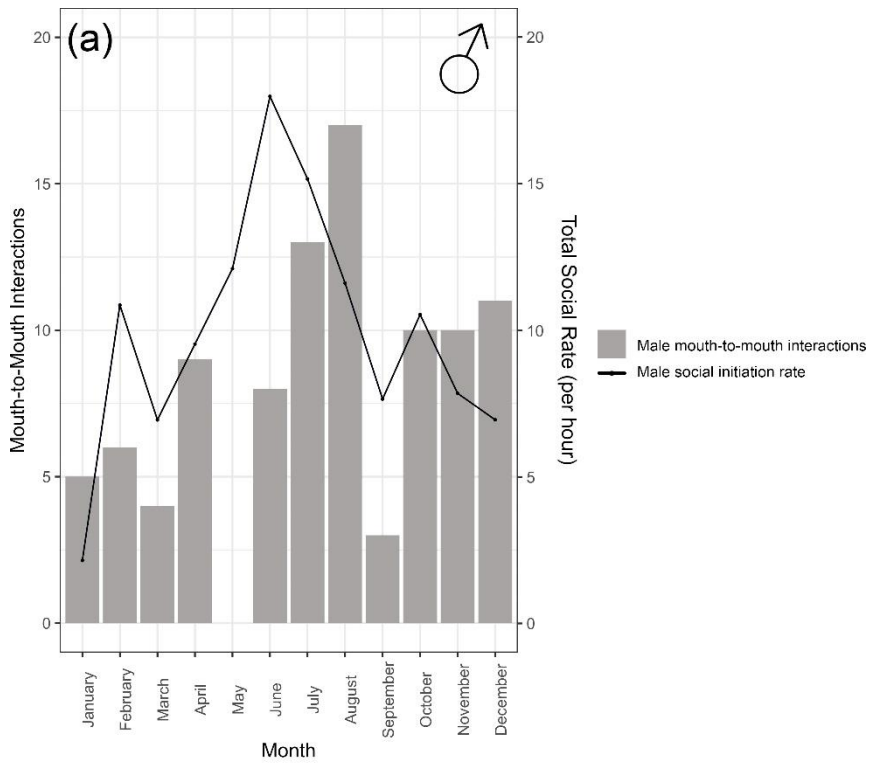 (a)
20
15
10
5
0
Mouth-to-Mouth Interactions
20
15
10
5
0
Total Social Rate (per hour)
January
February
March
April
May
June
July
August
September
October
November
December
Month
Male mouth-to-mouth interactions
Male social initiation rate